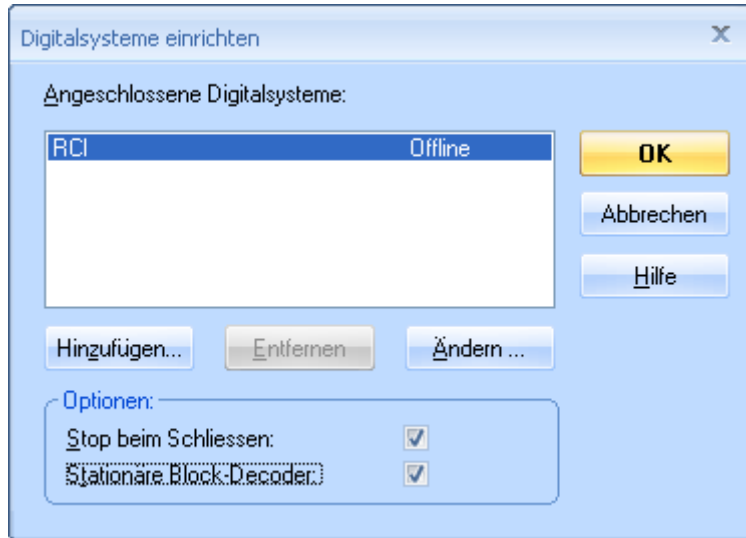 Digitalsysteme einrichten
Angeschlossene Digitalsysteme:
RCI Offline
OK
Abbrechen
Hilfe
Hinzufügen... Entfernen Ändern ...
Optionen:
Stop beim Schliessen:
Stationäre Block-Decoder: